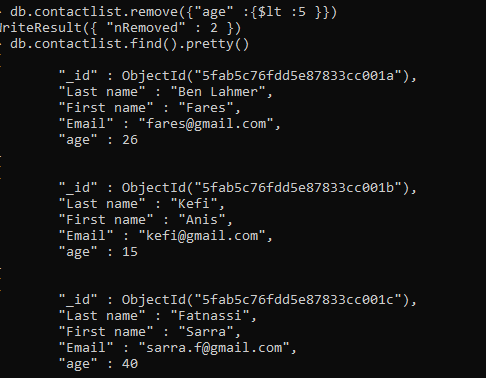 db.contactlist.remove({"age" :{$lt :5 }})
WriteResult({ "nRemoved" : 2 })
> db.contactlist.find().pretty()
"_id" : ObjectId("5fab5c76fdd5e87833cc001a"),
"Last name" : "Ben Lahmer",
"First name" : "Fares",
"Email" : "fares@gmail.com",
"age" : 26
"_id" : ObjectId("5fab5c76fdd5e87833cc001b"),
"Last name" : "Kefi",
"First name" : "Anis",
"Email" : "kefi@gmail.com",
"age" : 15
"_id" : ObjectId("5fab5c76fdd5e87833cc001c"),
"Last name" : "Fatnassi",
"First name" : "Sarra",
"Email" : "sarra.f@gmail.com",
"age" : 40